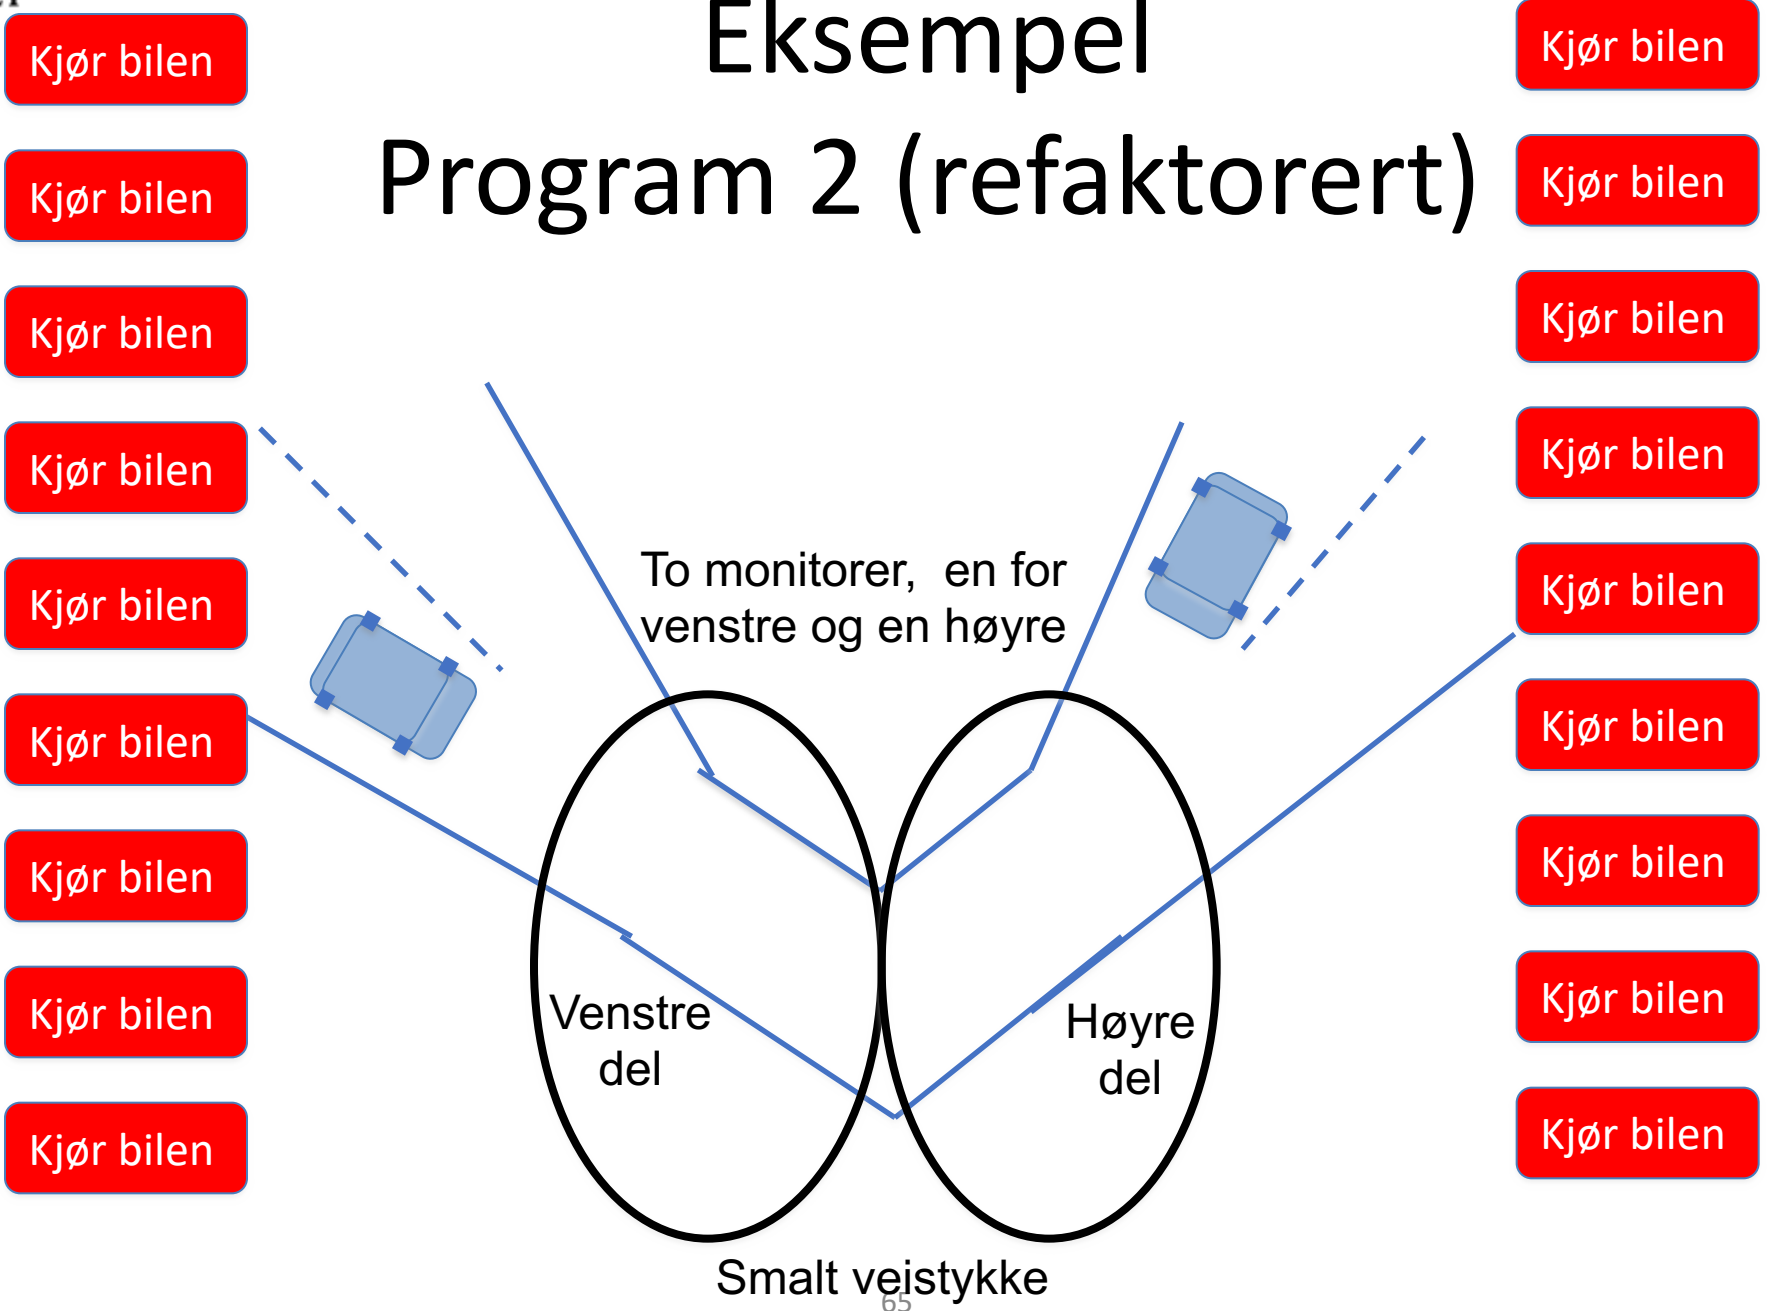 Eksempel
Program 2 (refaktorert)
Kjør bilen
Kjør bilen
Kjør bilen
Kjør bilen
Kjør bilen
Kjør bilen
Kjør bilen
Kjør bilen
Kjør bilen
To monitorer, en for
venstre og en høyre
Venstre
del
Høyre
del
Smalt veistykke
65
Kjør bilen
Kjør bilen
Kjør bilen
Kjør bilen
Kjør bilen
Kjør bilen
Kjør bilen
Kjør bilen
Kjør bilen